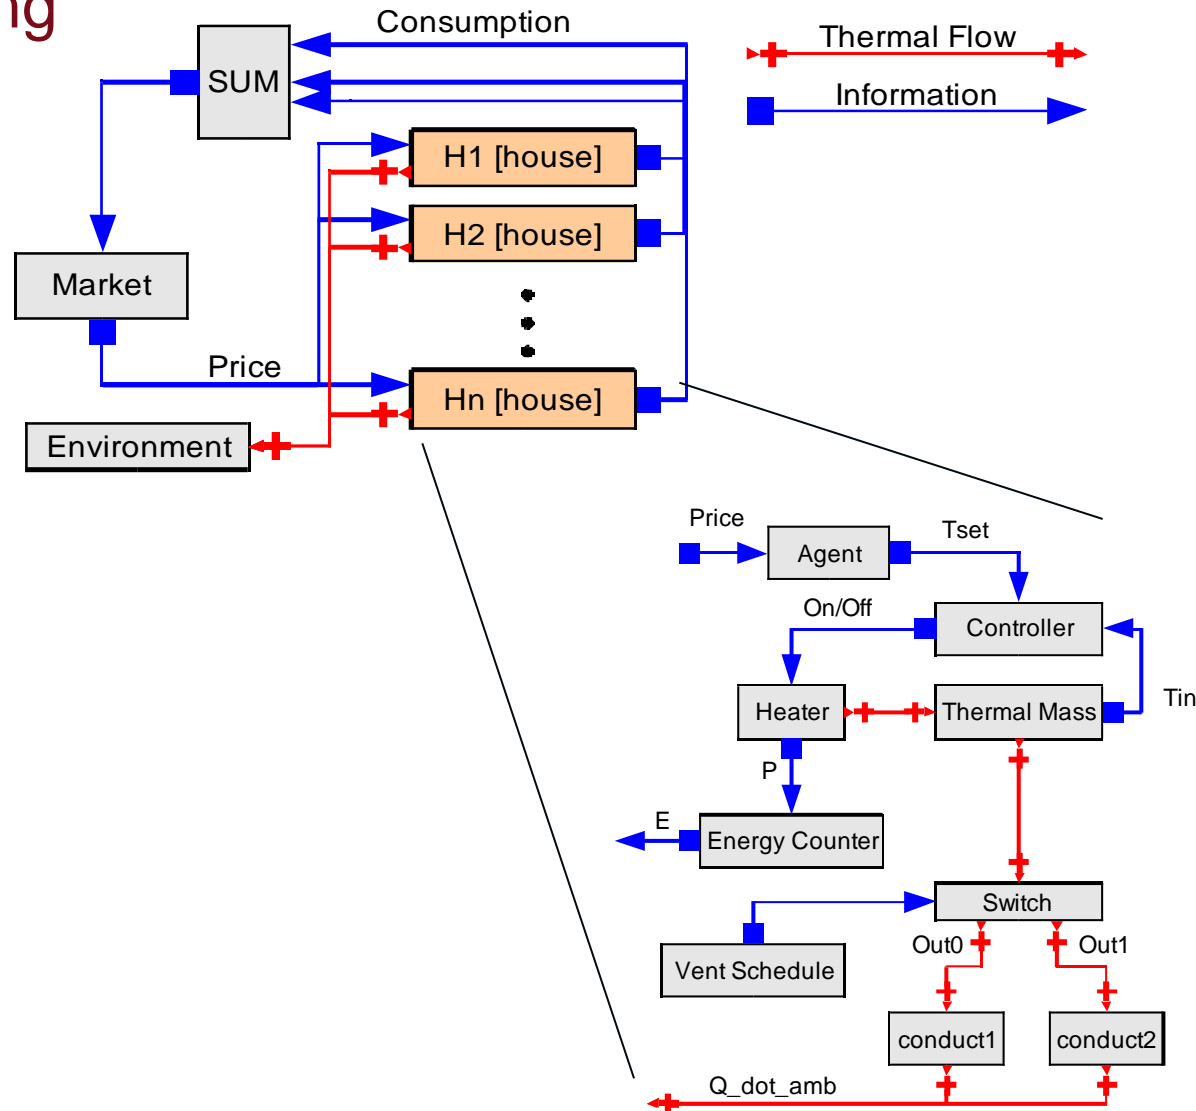 ng
Consumption
Thermal Flow
SUM
Information
H1 [house]
H2 [house]
Market
Price
Hn [house]
Environment
Price
Tset
Agent
On/Off
Controller
Heater
Thermal Mass
Tin
P
E
Energy Counter
Switch
Out0
Out1
Vent Schedule
conduct1
conduct2
Q_dot_amb